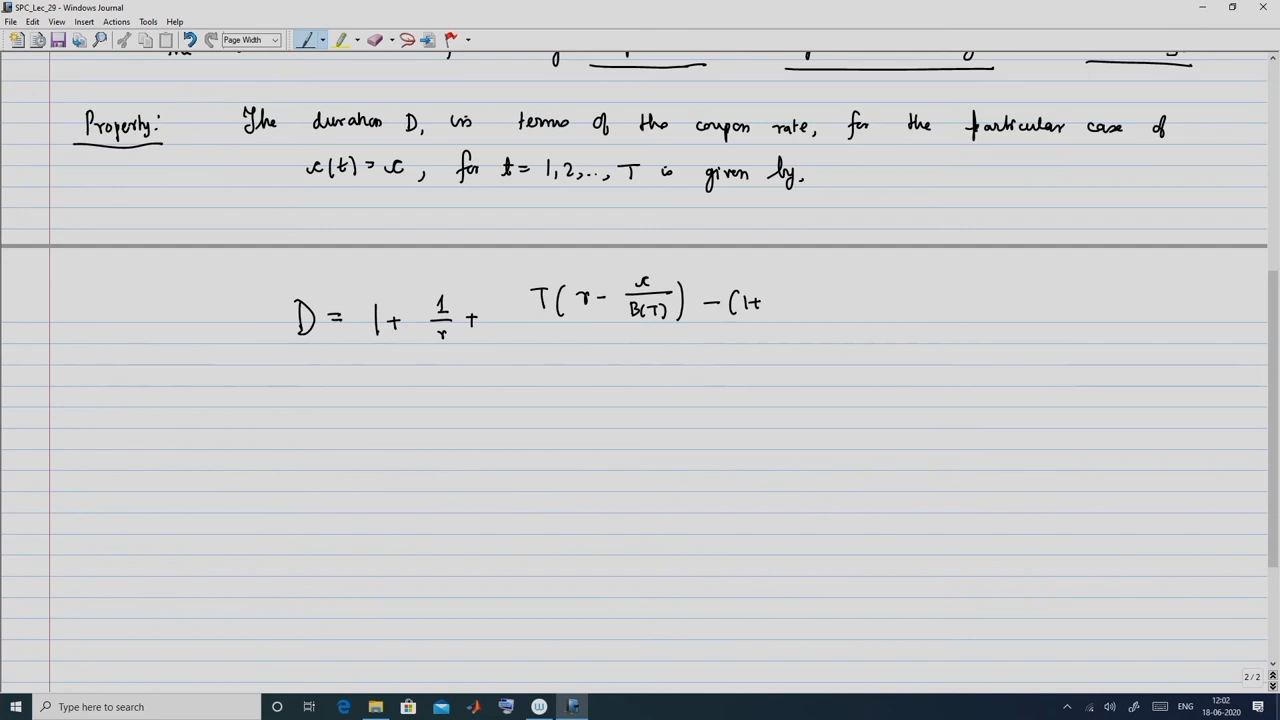 SPC_Lec_29 - Windows Journal
File Edit View Insert Actions Tools Help
Page Width
Property: The duration D, in terms of the coupon rate, for the particular case of
c(t) = c, for t = 1,2,.., T is given by,
D = 1 + 1/r + T(r - c/B(T)) - (1+
2 / 2
Type here to search
ENG
12:02
18-06-2020